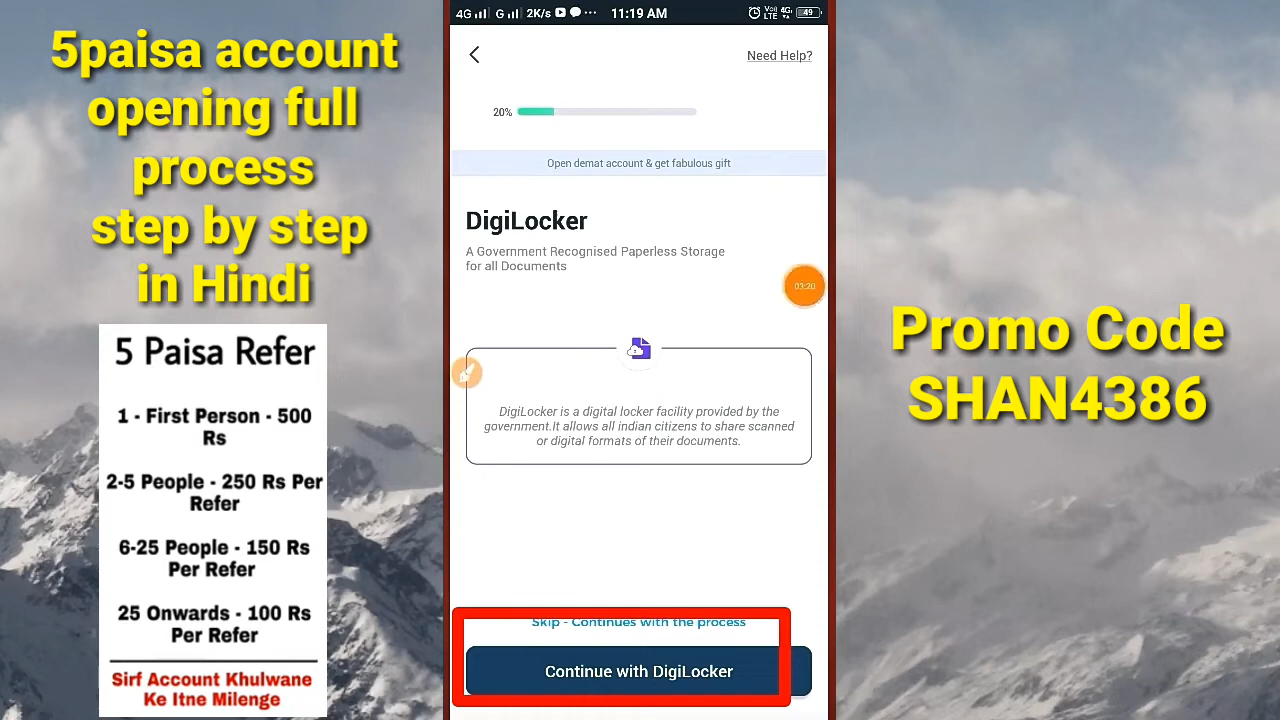 5paisa account
opening full
process
step by step
in Hindi
5 Paisa Refer
1 - First Person - 500
Rs
2-5 People - 250 Rs Per
Refer
6-25 People - 150 Rs
Per Refer
25 Onwards - 100 Rs
Per Refer
Sirf Account Khulwane
Ke Itne Milenge
4G G 2K/s 11:19 AM VoLTE 4G 49
Need Help?
20%
Open demat account & get fabulous gift
DigiLocker
A Government Recognised Paperless Storage
for all Documents
03:20
DigiLocker is a digital locker facility provided by the
government.It allows all indian citizens to share scanned
or digital formats of their documents.
Skip - Continues with the process
Continue with DigiLocker
Promo Code
SHAN4386